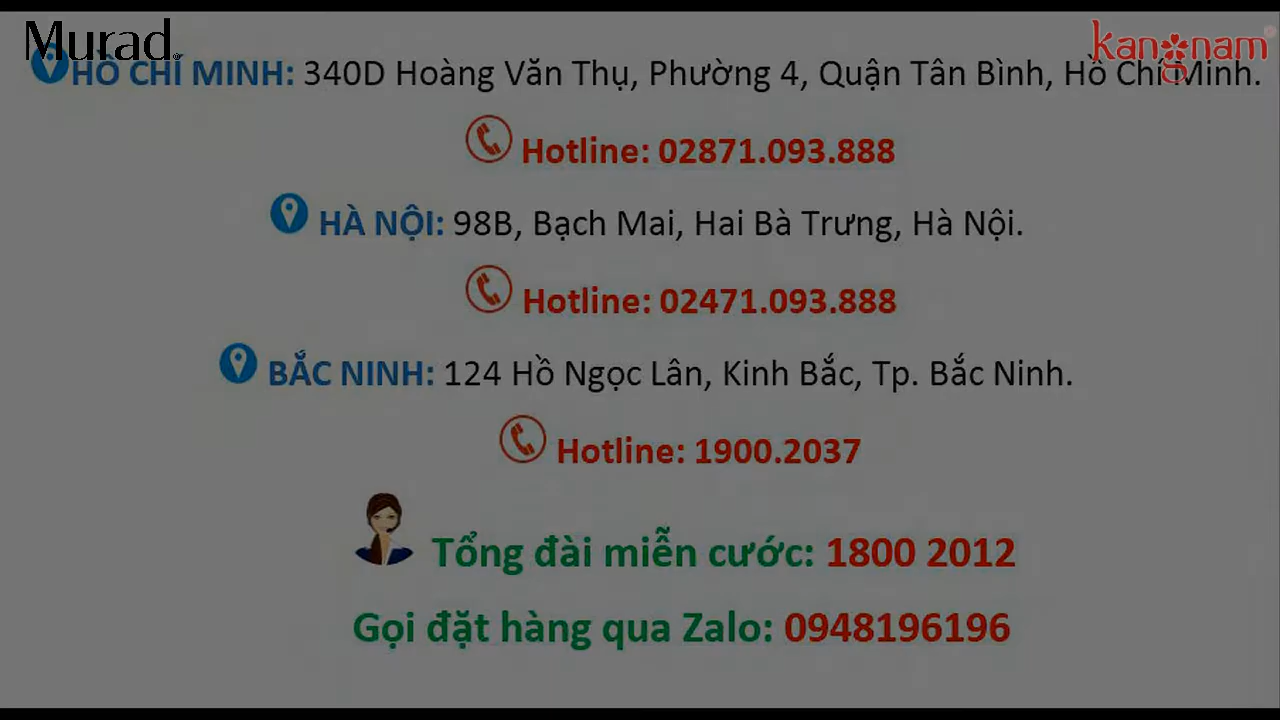 Murad.
kangnam
HỒ CHÍ MINH: 340D Hoàng Văn Thụ, Phường 4, Quận Tân Bình, Hồ Chí Minh.
Hotline: 02871.093.888
HÀ NỘI: 98B, Bạch Mai, Hai Bà Trưng, Hà Nội.
Hotline: 02471.093.888
BẮC NINH: 124 Hồ Ngọc Lân, Kinh Bắc, Tp. Bắc Ninh.
Hotline: 1900.2037
Tổng đài miễn cước: 1800 2012
Gọi đặt hàng qua Zalo: 0948196196